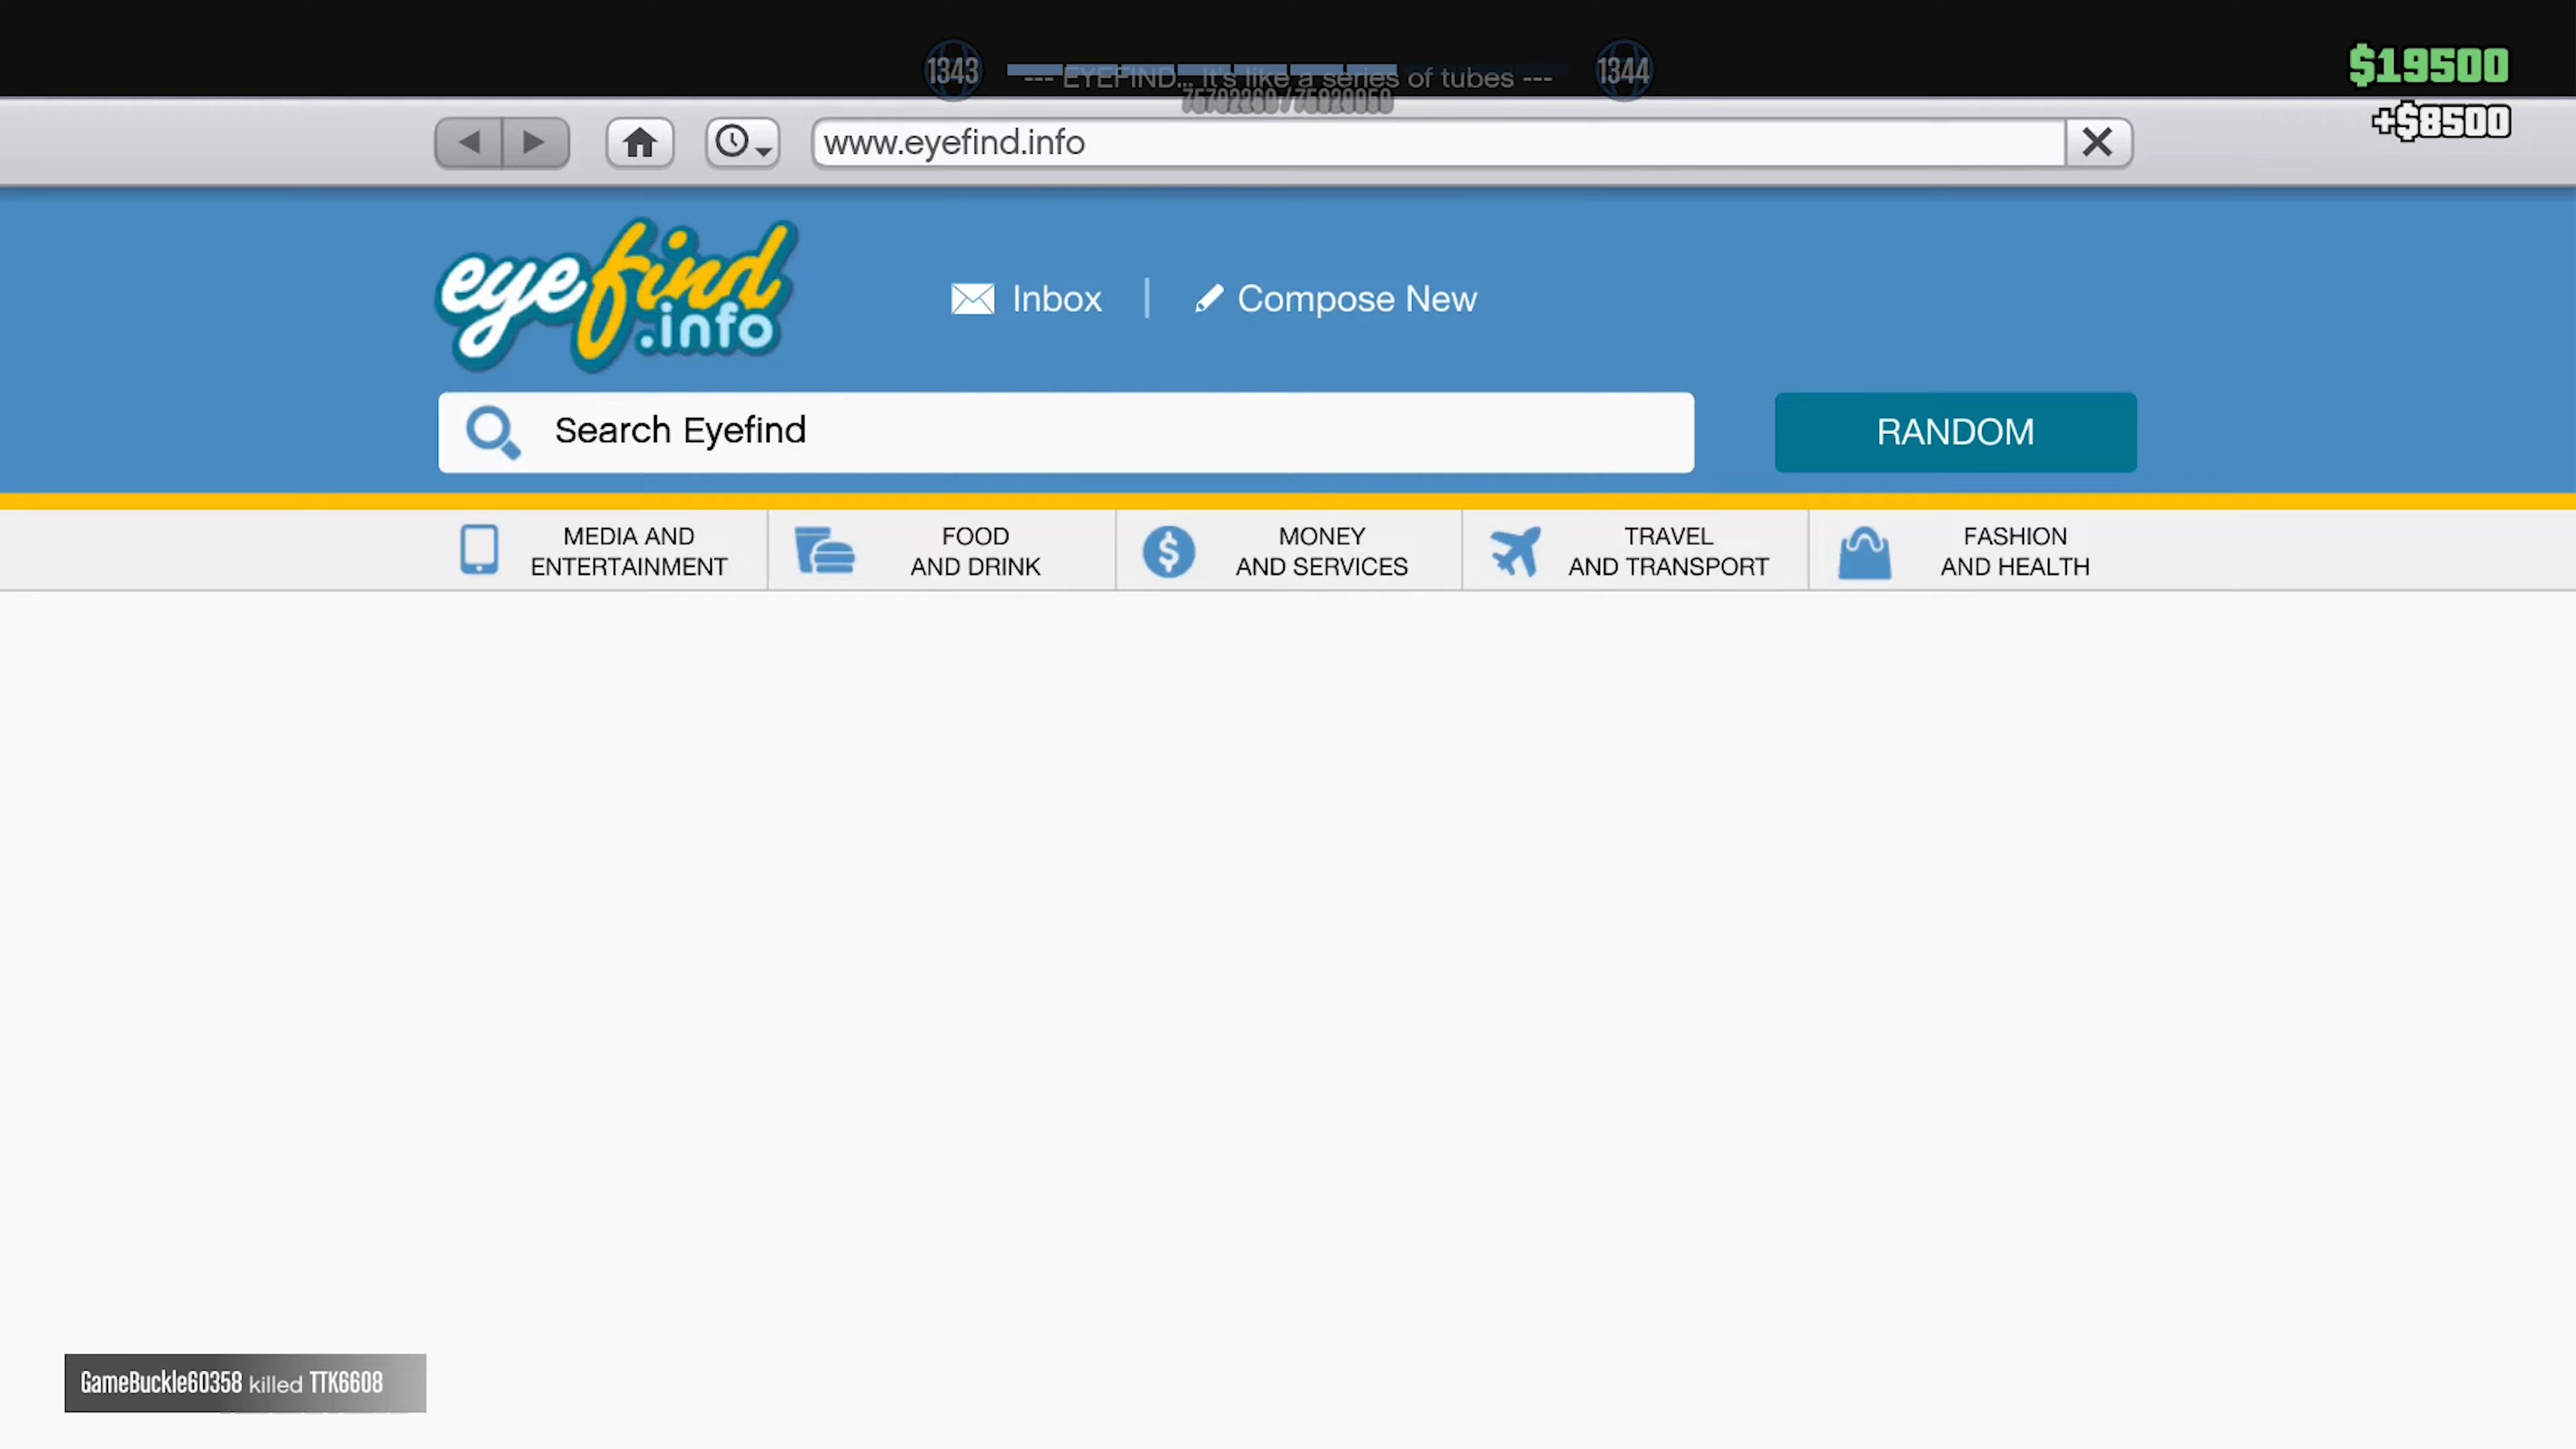 1343
--- EYEFIND... It's like a series of tubes ---
1344
$19500
+$8500
www.eyefind.info
eyefind
.info
Inbox
Compose New
Search Eyefind
RANDOM
MEDIA AND
ENTERTAINMENT
FOOD
AND DRINK
MONEY
AND SERVICES
TRAVEL
AND TRANSPORT
FASHION
AND HEALTH
GameBuckle60358 killed TTK6608